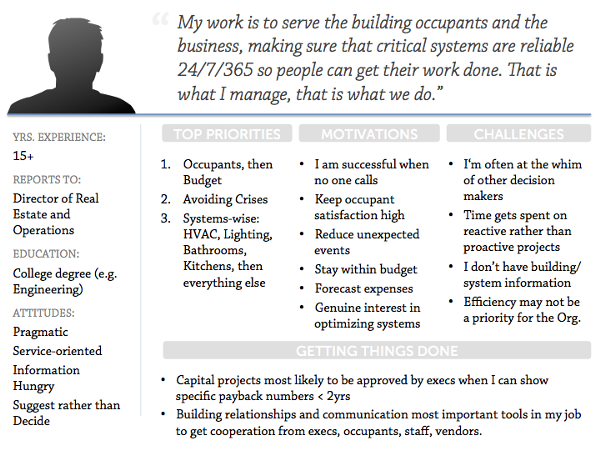 “ My work is to serve the building occupants and the
business, making sure that critical systems are reliable
24/7/365 so people can get their work done. That is
what I manage, that is what we do.”
YRS. EXPERIENCE:
15+
REPORTS TO:
Director of Real
Estate and
Operations
EDUCATION:
College degree (e.g.
Engineering)
ATTITUDES:
Pragmatic
Service-oriented
Information
Hungry
Suggest rather than
Decide
TOP PRIORITIES
1. Occupants, then
Budget
2. Avoiding Crises
3. Systems-wise:
HVAC, Lighting,
Bathrooms,
Kitchens, then
everything else
MOTIVATIONS
• I am successful when
no one calls
• Keep occupant
satisfaction high
• Reduce unexpected
events
• Stay within budget
• Forecast expenses
• Genuine interest in
optimizing systems
CHALLENGES
• I‘m often at the whim
of other decision
makers
• Time gets spent on
reactive rather than
proactive projects
• I don’t have building/
system information
• Efficiency may not be
a priority for the Org.
GETTING THINGS DONE
• Capital projects most likely to be approved by execs when I can show
specific payback numbers < 2yrs
• Building relationships and communication most important tools in my job
to get cooperation from execs, occupants, staff, vendors.